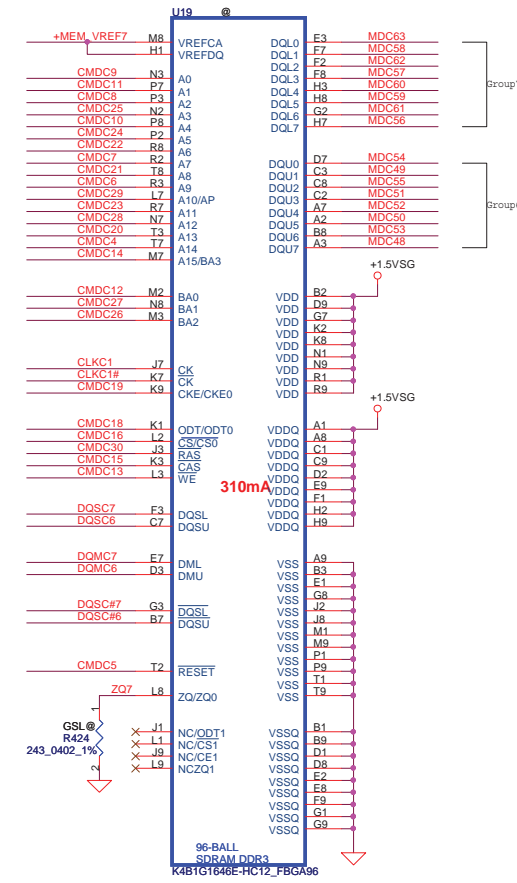 U19 @
+MEM_VREF7 M8 VREFCA DQL0 E3 MDC63
H1 VREFDQ DQL1 F7 MDC58
DQL2 F2 MDC62
CMDC9 N3 A0 DQL3 F8 MDC57
CMDC11 P7 A1 DQL4 H3 MDC60
CMDC8 P3 A2 DQL5 H8 MDC59
CMDC25 N2 A3 DQL6 G2 MDC61
CMDC10 P8 A4 DQL7 H7 MDC56
Group
CMDC24 P2 A5
CMDC22 R8 A6
CMDC7 R2 A7 DQU0 D7 MDC54
CMDC21 T8 A8 DQU1 C3 MDC49
CMDC6 R3 A9 DQU2 C8 MDC55
CMDC29 L7 A10/AP DQU3 C2 MDC51
CMDC23 R7 A11 DQU4 A7 MDC52
CMDC28 N7 A12 DQU5 A2 MDC50
CMDC20 T3 A13 DQU6 B8 MDC53
CMDC4 T7 A14 DQU7 A3 MDC48
Group
CMDC14 M7 A15/BA3
+1.5VSG
CMDC12 M2 BA0 VDD B2
CMDC27 N8 BA1 VDD D9
CMDC26 M3 BA2 VDD G7
VDD K2
VDD K8
VDD N1
CLKC1 J7 CK VDD N9
CLKC1# K7 CK VDD R1
CMDC19 K9 CKE/CKE0 VDD R9
+1.5VSG
CMDC18 K1 ODT/ODT0 VDDQ A1
CMDC16 L2 CS/CS0 VDDQ A8
CMDC30 J3 RAS VDDQ C1
CMDC15 K3 CAS VDDQ C9
CMDC13 L3 WE VDDQ D2
310mA
VDDQ E9
VDDQ F1
DQSC7 F3 DQSL VDDQ H2
DQSC6 C7 DQSU VDDQ H9
DQMC7 E7 DML VSS A9
DQMC6 D3 DMU VSS B3
VSS E1
VSS G8
DQSC#7 G3 DQSL VSS J2
DQSC#6 B7 DQSU VSS J8
VSS M1
VSS M9
VSS P1
CMDC5 T2 RESET VSS P9
VSS T1
ZQ7 L8 ZQ/ZQ0 VSS T9
1
GSL@
R424
243_0402_1%
2
J1 NC/ODT1 VSSQ B1
L1 NC/CS1 VSSQ B9
J9 NC/CE1 VSSQ D1
L9 NCZQ1 VSSQ D8
VSSQ E2
VSSQ E8
VSSQ F9
VSSQ G1
VSSQ G9
96-BALL
SDRAM DDR3
K4B1G1646E-HC12_FBGA96